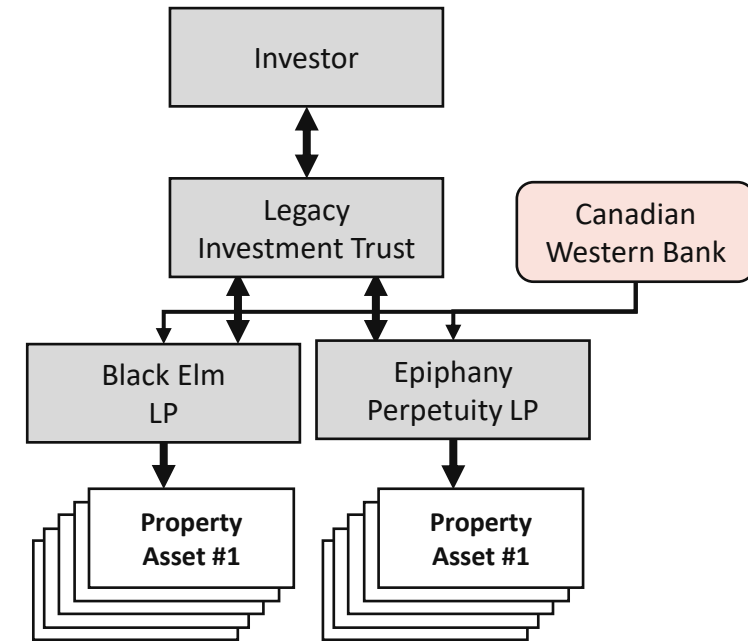 Investor
Legacy
Investment Trust
Canadian
Western Bank
Black Elm
LP
Epiphany
Perpetuity LP
Property
Asset #1
Property
Asset #1